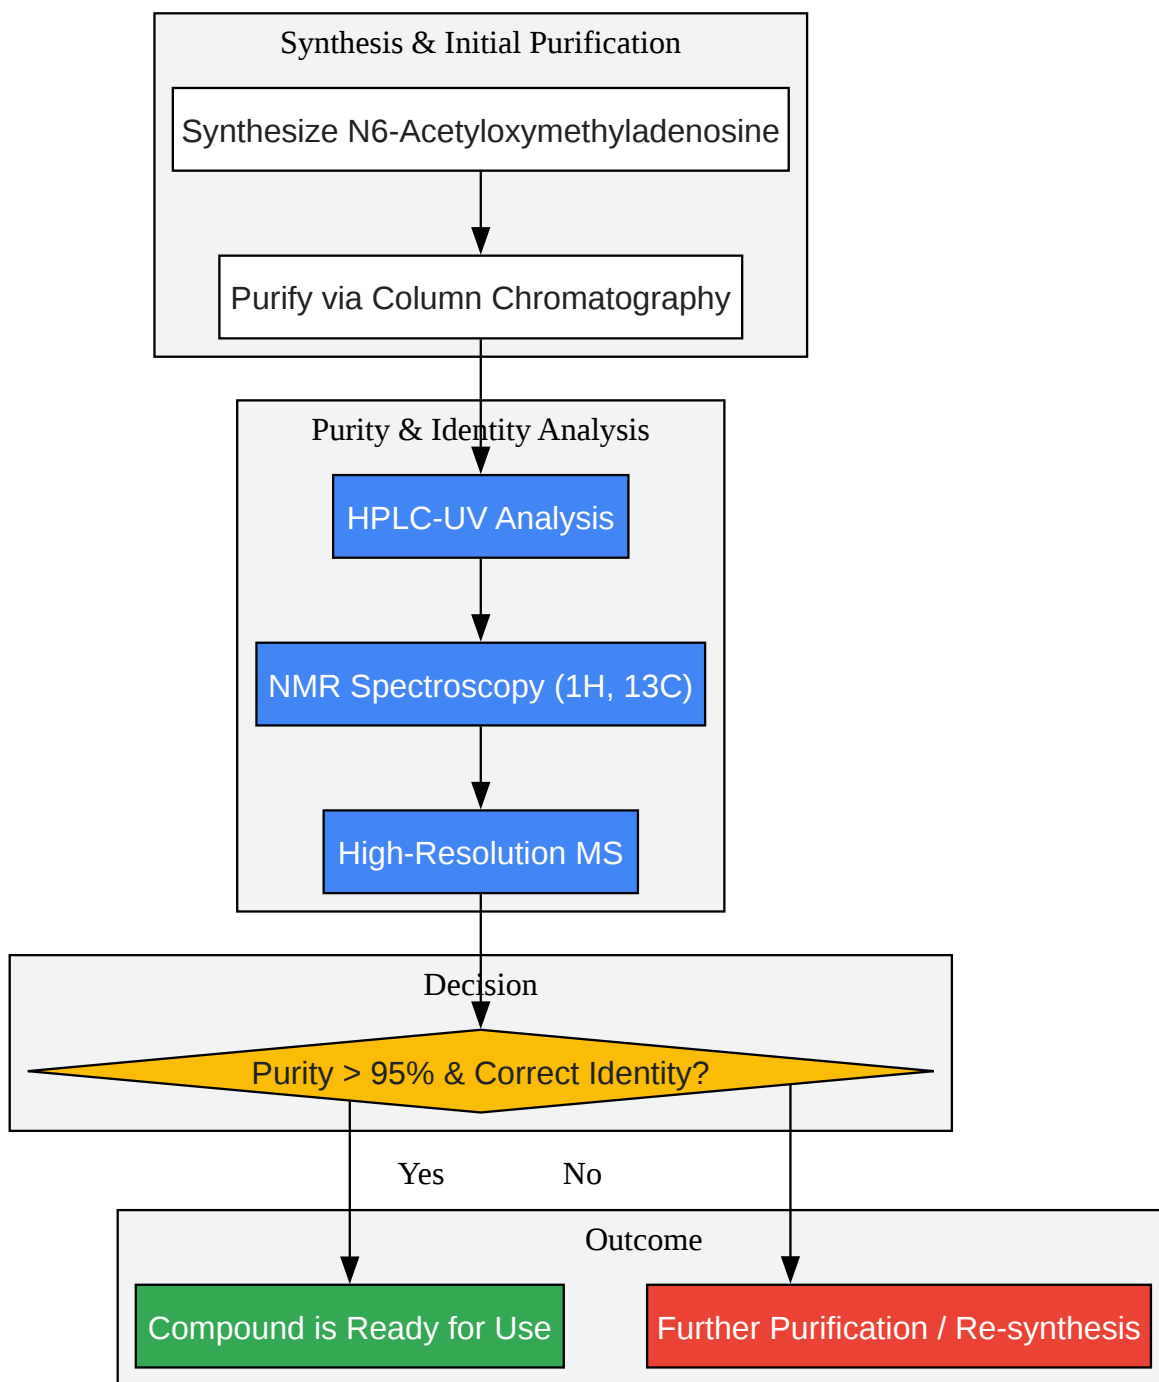 Synthesis & Initial Purification
Synthesize N6-Acetyloxymethyladenosine
Purify via Column Chromatography
Purity & Identity Analysis
HPLC-UV Analysis
NMR Spectroscopy (1H, 13C)
High-Resolution MS
Decision
Purity > 95% & Correct Identity?
Yes
No
Outcome
Compound is Ready for Use
Further Purification / Re-synthesis